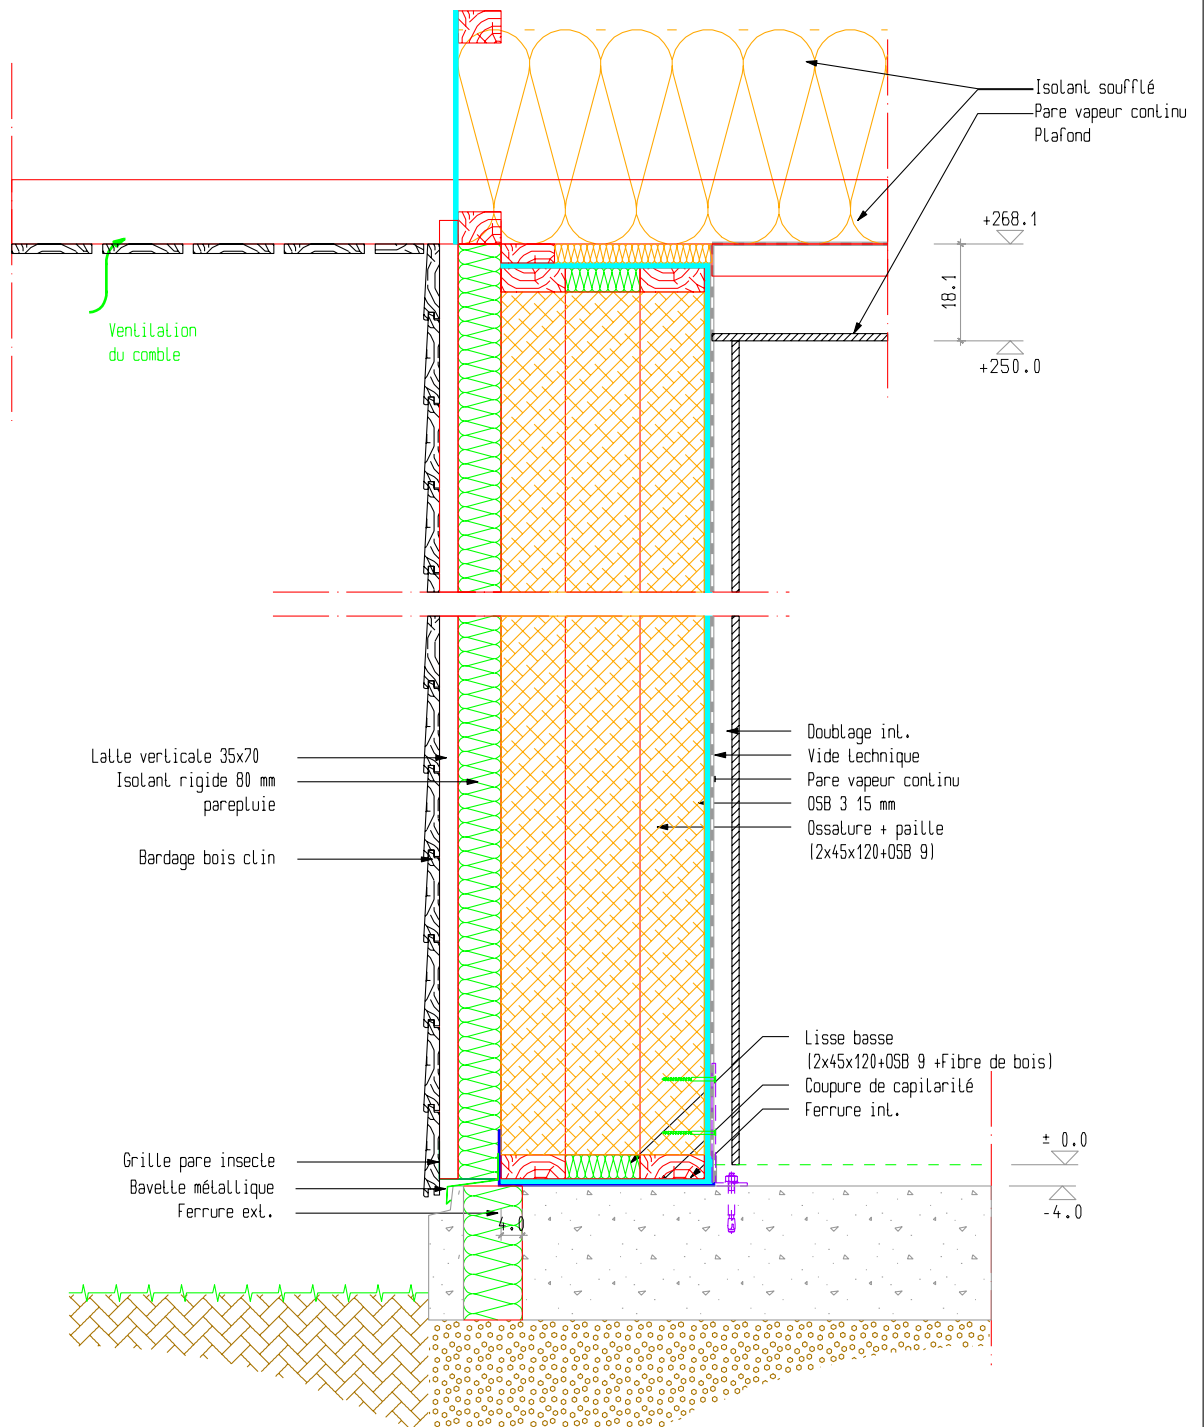 Isolant soufflé
Pare vapeur continu
Plafond
+268.1
18.1
+250.0
Ventilation
du comble
Latte verticale 35x70
Isolant rigide 80 mm
parepluie
Bardage bois clin
Doublage int.
Vide technique
Pare vapeur continu
OSB 3 15 mm
Ossature + paille
(2x45x120+OSB 9)
Lisse basse
(2x45x120+OSB 9 +Fibre de bois)
Coupure de capilarité
Ferrure int.
Grille pare insecte
Bavette métallique
Ferrure ext.
4.0
± 0.0
-4.0